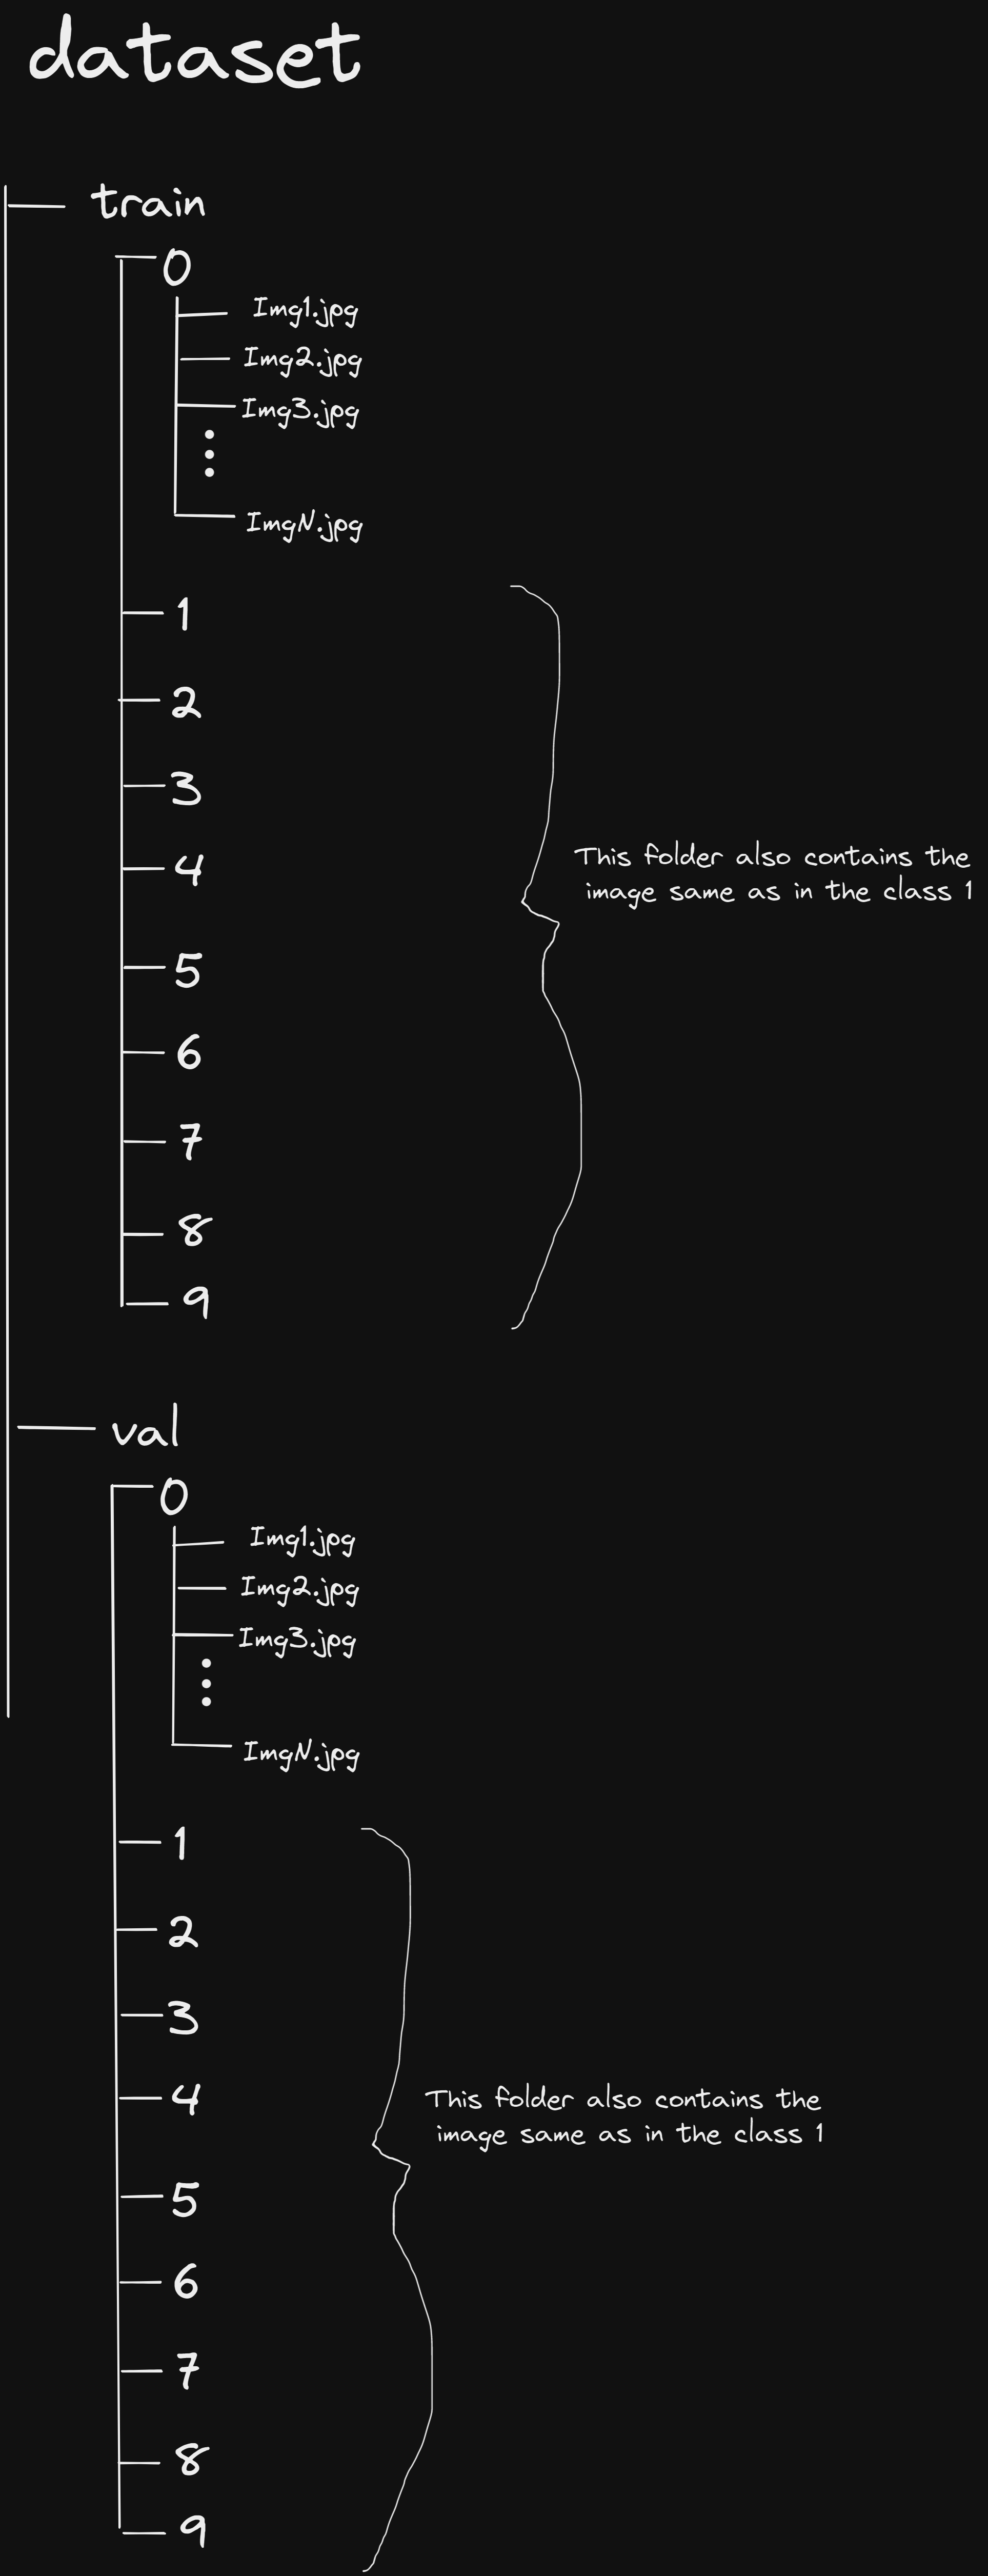 dataset
train
0
Img1.jpg
Img2.jpg
Img3.jpg
ImgN.jpg
1
2
3
4
This folder also contains the
image same as in the class 1
5
6
7
8
9
val
0
Img1.jpg
Img2.jpg
Img3.jpg
ImgN.jpg
1
2
3
4
This folder also contains the
image same as in the class 1
5
6
7
8
9